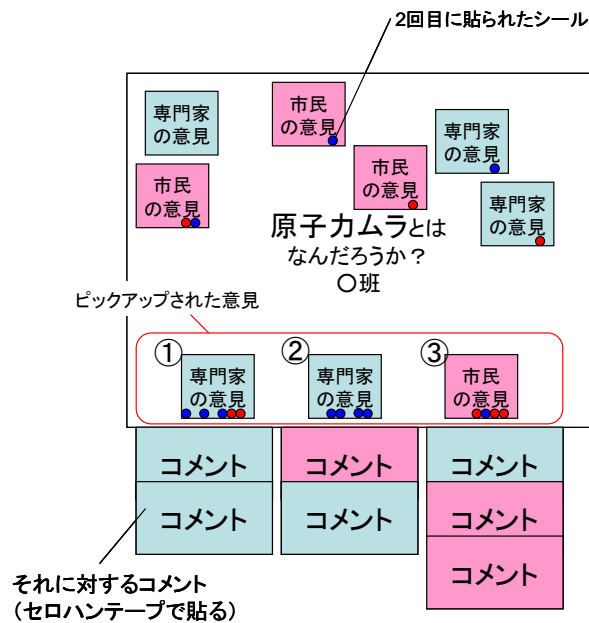 2回目に貼られたシール
専門家
の意見
市民
の意見
専門家
の意見
市民
の意見
市民
の意見
専門家
の意見
原子力ムラとは
なんだろうか？
〇班
ピックアップされた意見
①
専門家
の意見
②
専門家
の意見
③
市民
の意見
コメント
コメント
コメント
コメント
コメント
コメント
コメント
それに対するコメント
（セロハンテープで貼る）